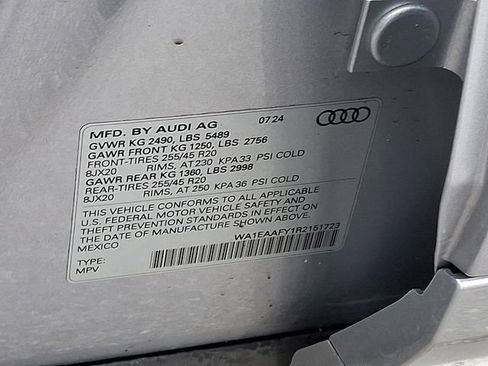 MFD. BY AUDI AG 07 24
GVWR KG 2490, LBS 5489
GAWR FRONT KG 1250, LBS 2756
FRONT-TIRES 255/45 R20
8JX20 RIMS, AT 230 KPA 33 PSI COLD
GAWR REAR KG 1360, LBS 2998
REAR-TIRES 255/45 R20
8JX20 RIMS, AT 250 KPA 36 PSI COLD
THIS VEHICLE CONFORMS TO ALL APPLICABLE
U.S. FEDERAL MOTOR VEHICLE SAFETY AND
THEFT PREVENTION STANDARDS IN EFFECT ON
THE DATE OF MANUFACTURE SHOWN ABOVE.
MEXICO
WA1EAAFY1R2151723
TYPE:
MPV